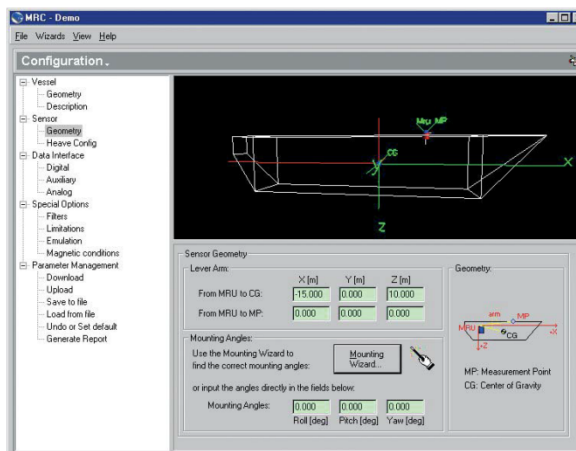 MRC - Demo
File Wizards View Help
Configuration.
Vessel
Geometry
Description
Sensor
Geometry
Heave Config
Data Interface
Digital
Auxiliary
Analog
Special Options
Filters
Limitations
Emulation
Magnetic conditions
Parameter Management
Download
Upload
Save to file
Load from file
Undo or Set default
Generate Report
Mru MP
CG
Y
X
Z
Sensor Geometry
Lever Arm:
X [m] Y [m] Z [m]
From MRU to CG: -15.000 0.000 10.000
From MRU to MP: 0.000 0.000 0.000
Mounting Angles:
Use the Mounting Wizard to
find the correct mounting angles:
Mounting
Wizard...
or input the angles directly in the fields below:
Mounting Angles: 0.000 0.000 0.000
Roll [deg] Pitch [deg] Yaw [deg]
Geometry:
arm MP
MRU +X
CG
+Z
MP: Measurement Point
CG: Center of Gravity